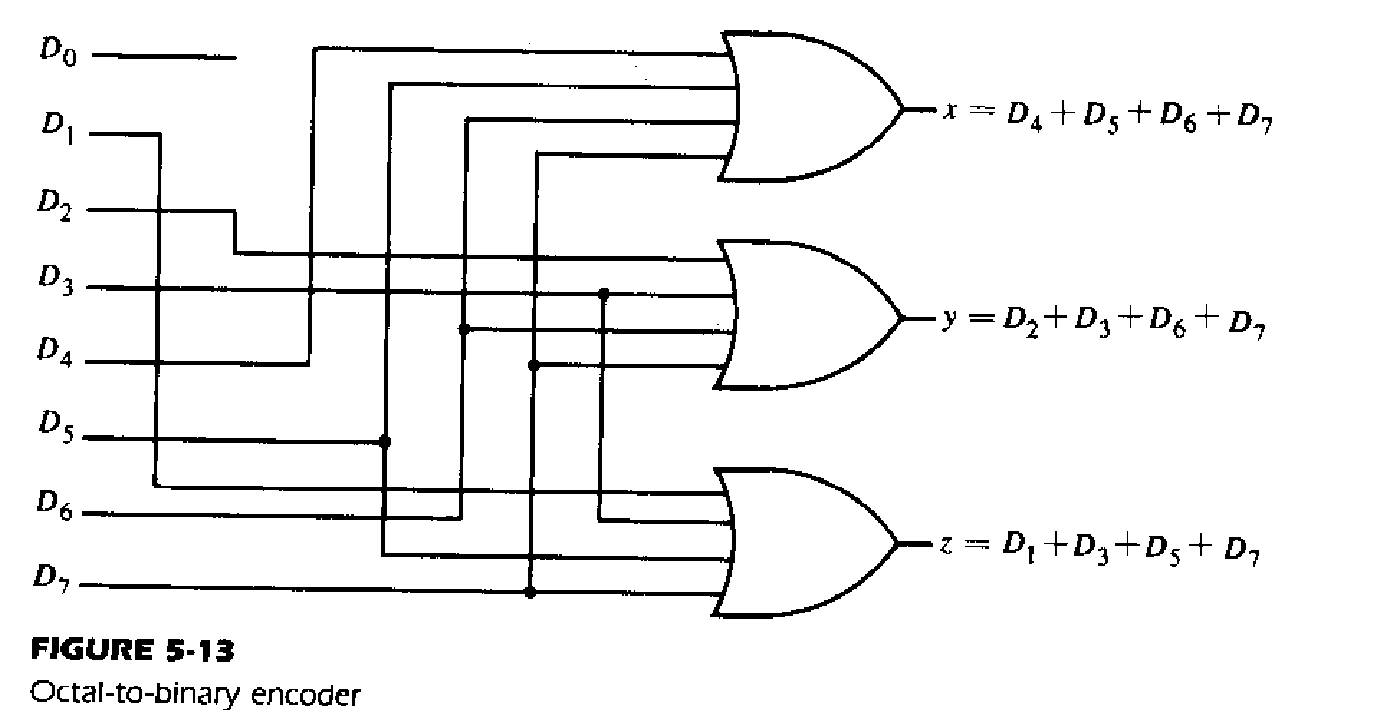 D₀
D₁
D₂
D₃
D₄
D₅
D₆
D₇
x = D₄ + D₅ + D₆ + D₇
y = D₂ + D₃ + D₆ + D₇
z = D₁ + D₃ + D₅ + D₇
FIGURE 5-13
Octal-to-binary encoder